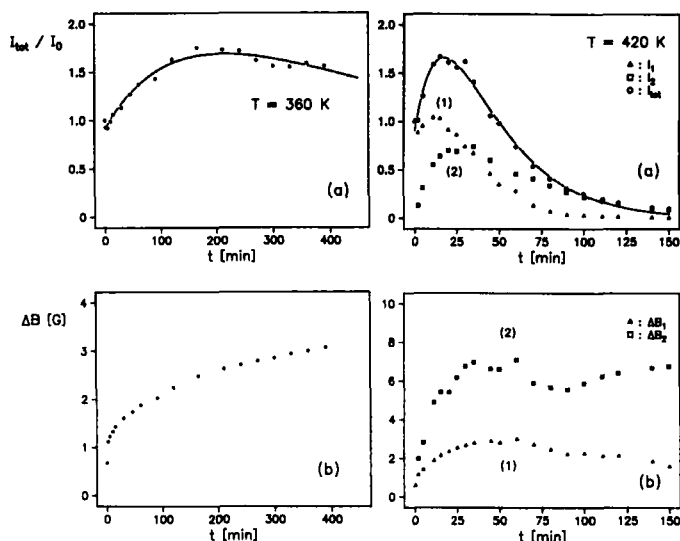 I_tot / I_0
2.0
1.5
1.0
0.5
0
T = 360 K
(a)
0
100
200
300
400
t [min]
2.0
1.5
1.0
0.5
0
T = 420 K
▵ : I_1
▫ : I_2
∘ : I_tot
(1)
(2)
(a)
0
25
50
75
100
125
150
t [min]
ΔB [G]
4
3
2
1
0
(b)
0
100
200
300
400
t [min]
10
8
6
4
2
0
▵ : ΔB_1
▫ : ΔB_2
(2)
(1)
(b)
0
25
50
75
100
125
150
t [min]